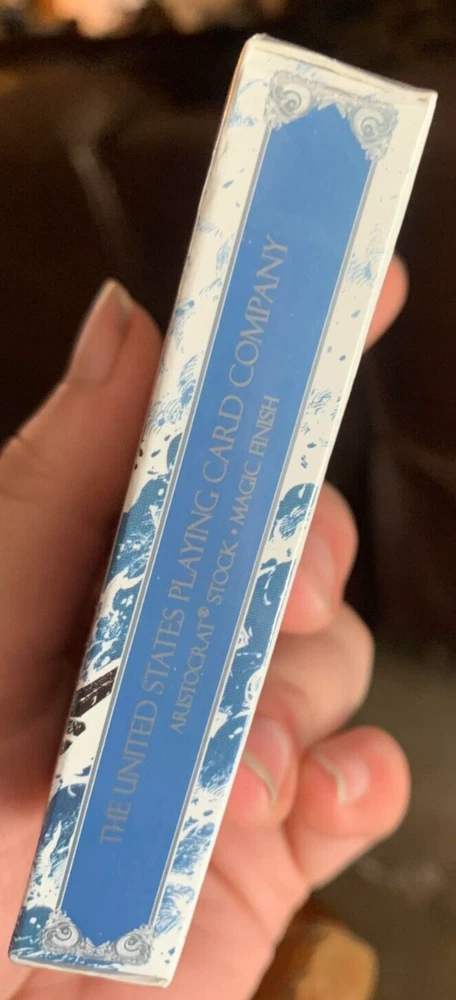 THE UNITED STATES PLAYING CARD COMPANY
ARISTOCRAT® STOCK • MAGIC FINISH